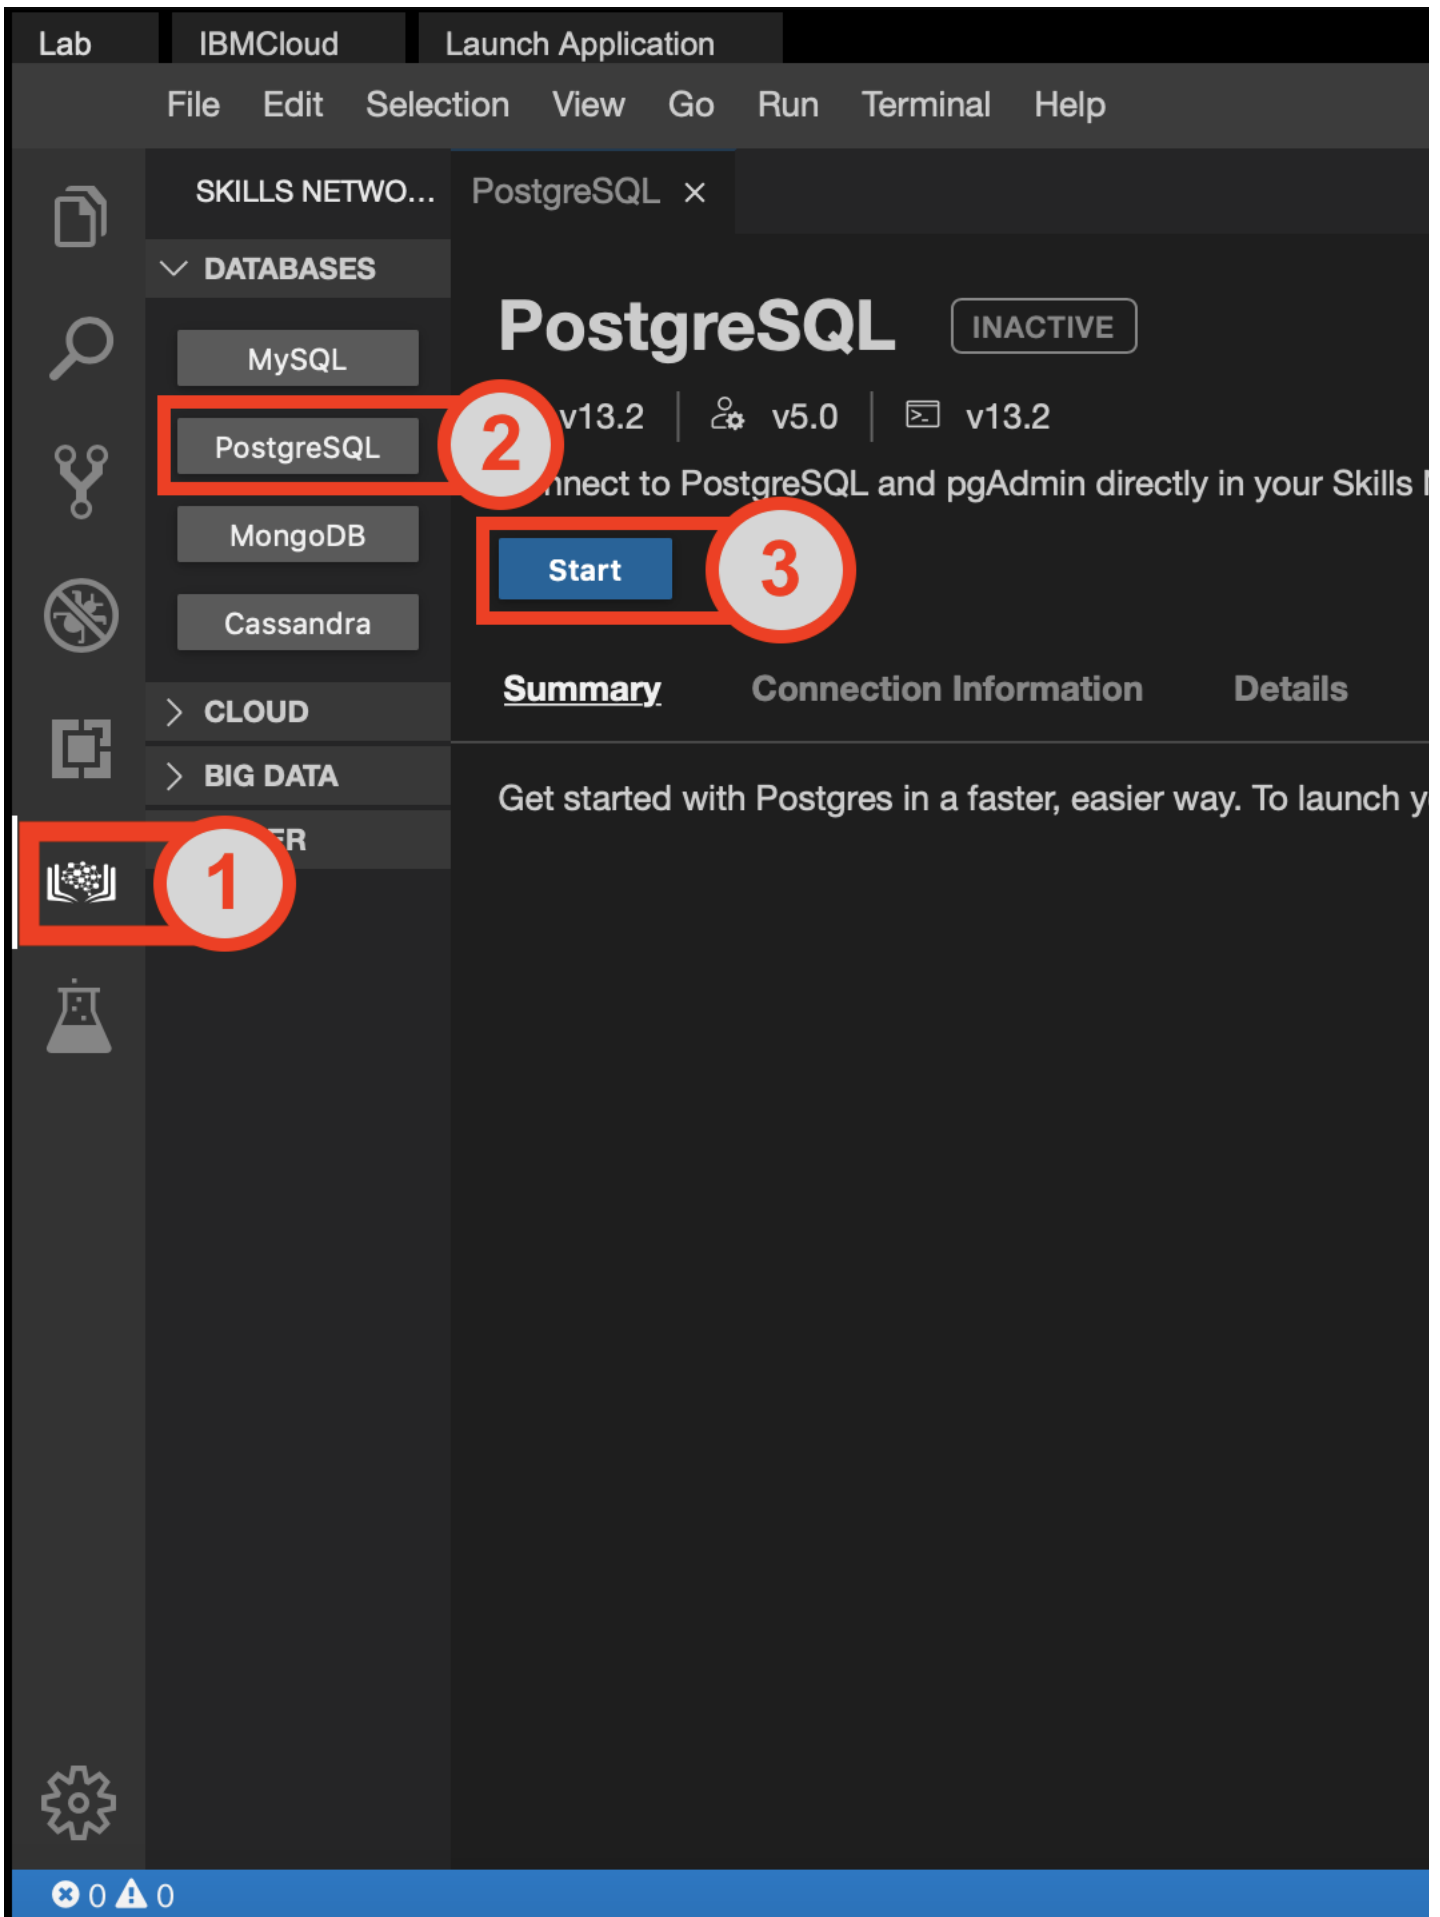 Lab IBMCloud Launch Application
File Edit Selection View Go Run Terminal Help
SKILLS NETWO... PostgreSQL ×
DATABASES
MySQL
PostgreSQL
MongoDB
Cassandra
CLOUD
BIG DATA
1
2
PostgreSQL INACTIVE
v13.2 v5.0 v13.2
to PostgreSQL and pgAdmin directly in your Skills
Start
3
Summary Connection Information Details
Get started with Postgres in a faster, easier way. To launch
0 0